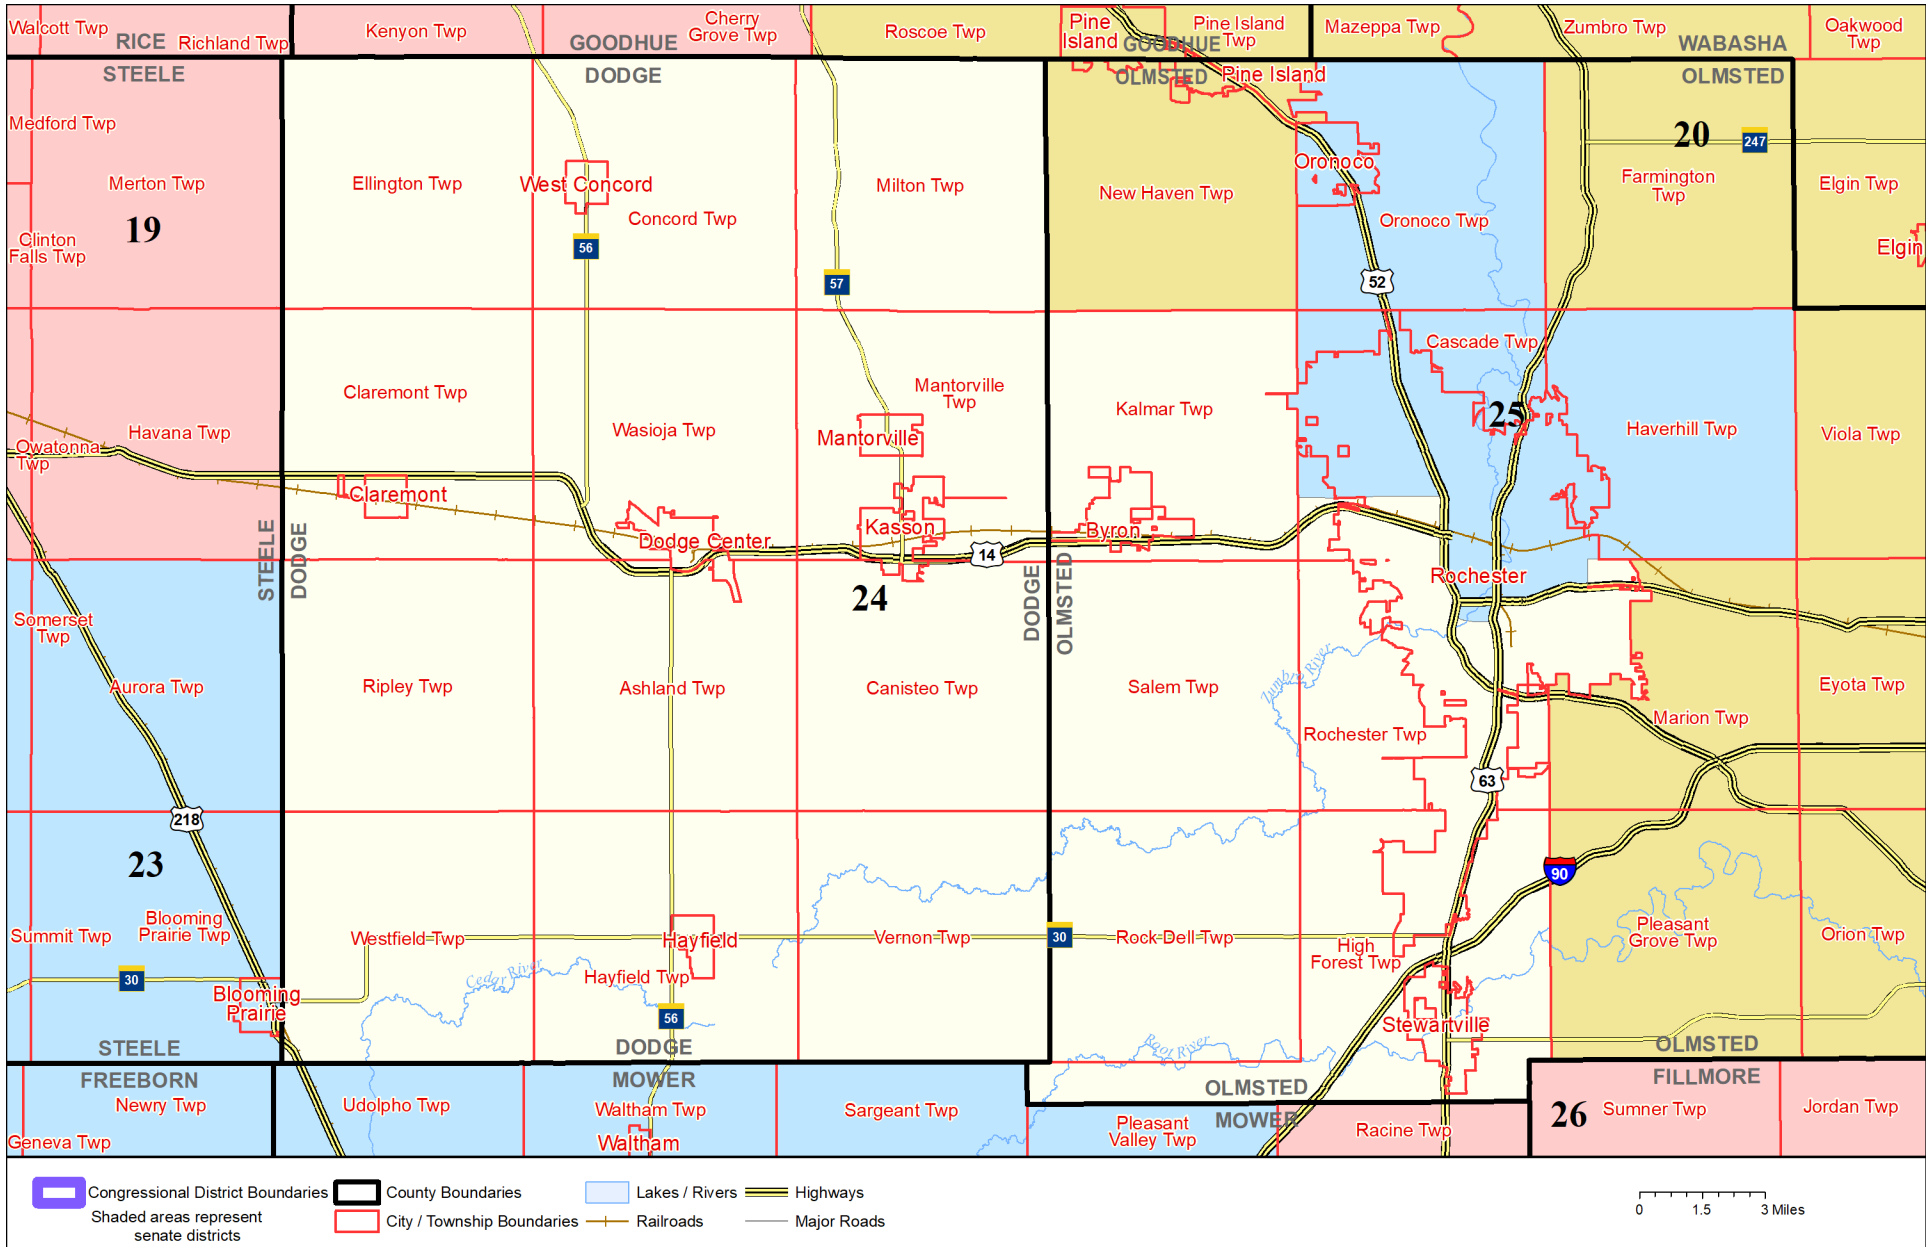 Walcott Twp
RICE
Richland Twp
Kenyon Twp
GOODHUE
Cherry
Grove Twp
Roscoe Twp
Pine
Island
GOODHUE
Pine Island
Twp
Mazeppa Twp
Zumbro Twp
WABASHA
Oakwood
Twp
STEELE
DODGE
OLMSTED
Pine Island
OLMSTED
Medford Twp
Merton Twp
19
Clinton
Falls Twp
Ellington Twp
West Concord
Concord Twp
56
Milton Twp
57
New Haven Twp
Oronoco
Oronoco Twp
52
20
247
Farmington
Twp
Elgin Twp
Elgin
Havana Twp
Owatonna
Twp
Claremont Twp
Claremont
Wasioja Twp
Dodge Center
Mantorville
Twp
Mantorville
Kasson
14
Kalmar Twp
Byron
Cascade Twp
25
Haverhill Twp
Viola Twp
STEELE
DODGE
24
DODGE
OLMSTED
Rochester
Somerset
Twp
Aurora Twp
Ripley Twp
Ashland Twp
Canisteo Twp
Salem Twp
Zumbro River
Rochester Twp
63
Marion Twp
Eyota Twp
218
23
90
Summit Twp
Blooming
Prairie Twp
30
Blooming
Prairie
Westfield Twp
Cedar River
Hayfield
Hayfield Twp
56
Vernon Twp
30
Rock Dell Twp
High
Forest Twp
Stewartville
Root River
Pleasant
Grove Twp
Orion Twp
STEELE
DODGE
OLMSTED
FREEBORN
MOWER
OLMSTED
FILLMORE
Newry Twp
Geneva Twp
Udolpho Twp
Waltham Twp
Waltham
Sargeant Twp
Pleasant
Valley Twp
MOWER
Racine Twp
26
Sumner Twp
Jordan Twp
Congressional District Boundaries
County Boundaries
Lakes / Rivers
Highways
Shaded areas represent
senate districts
City / Township Boundaries
Railroads
Major Roads
0 1.5 3 Miles